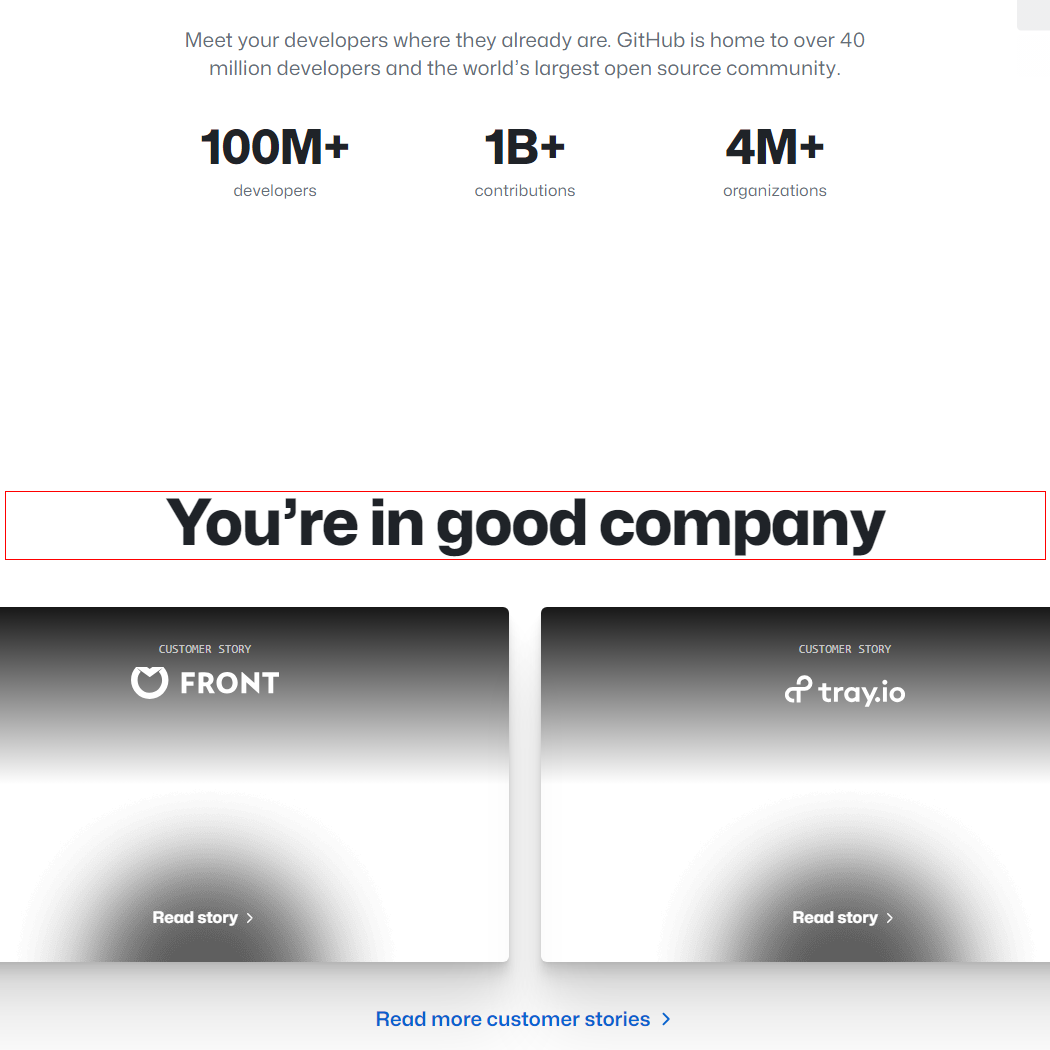 Meet your developers where they already are. GitHub is home to over 40
million developers and the world’s largest open source community.
100M+
developers
1B+
contributions
4M+
organizations
You’re in good company
CUSTOMER STORY
FRONT
Read story
CUSTOMER STORY
tray.io
Read story
Read more customer stories